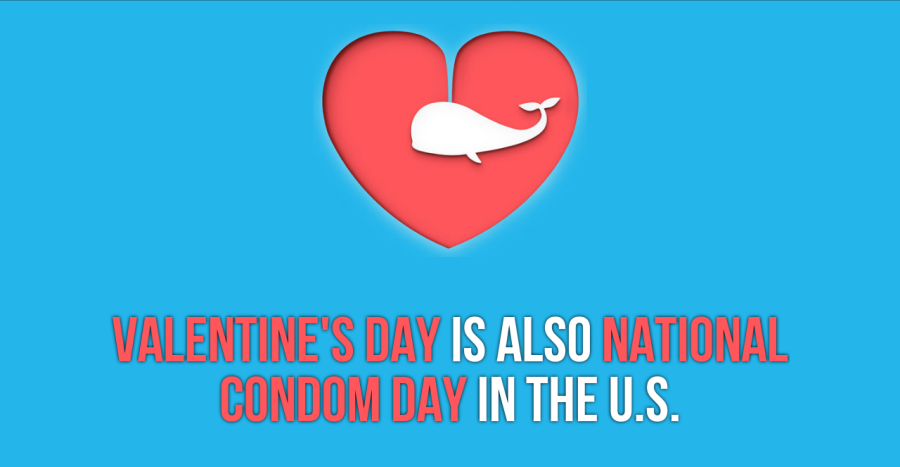 VALENTINE'S DAY IS ALSO NATIONAL
CONDOM DAY IN THE U.S.